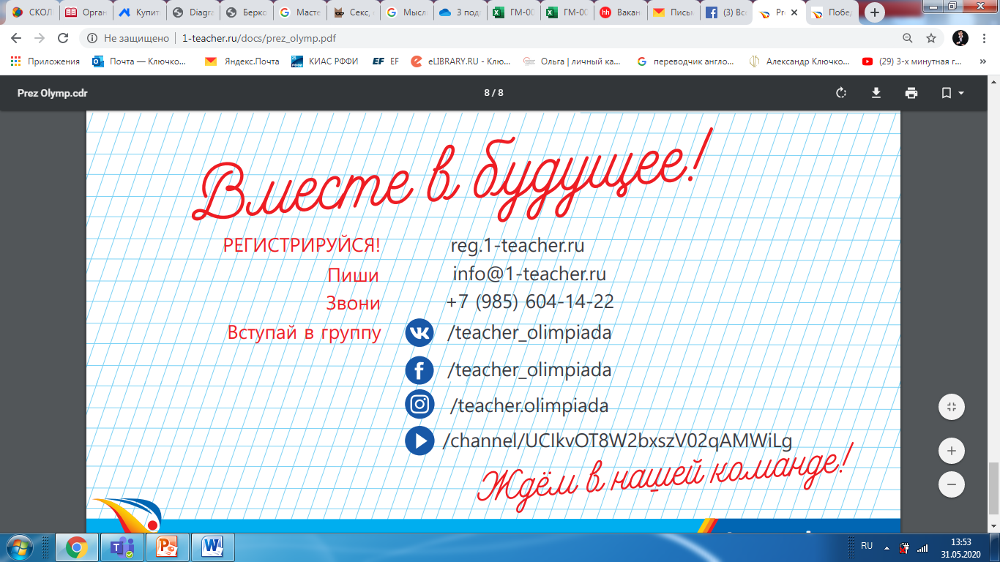 СКОЛ
Орган
Купит
Diagra
Берко
Масте
Секс,
Мысл
3 под
ГМ-00
ГМ-00
Вакан
Письм
(3) Вс
Pr
Побед
Не защищено | 1-teacher.ru/docs/prez_olymp.pdf
Приложения
Почта — Ключко...
Яндекс.Почта
КИАС РФФИ
EF EF
eLIBRARY.RU - Клю...
Ольга | личный ка...
переводчик англо...
Александр Ключко...
(29) 3-х минутная г...
Prez Olymp.cdr
8 / 8
Вместе в будущее!
РЕГИСТРИРУЙСЯ! reg.1-teacher.ru
Пиши info@1-teacher.ru
Звони +7 (985) 604-14-22
Вступай в группу /teacher_olimpiada
/teacher_olimpiada
/teacher.olimpiada
/channel/UCIkvOT8W2bxszV02qAMWiLg
Ждём в нашей команде!
RU
13:53
31.05.2020